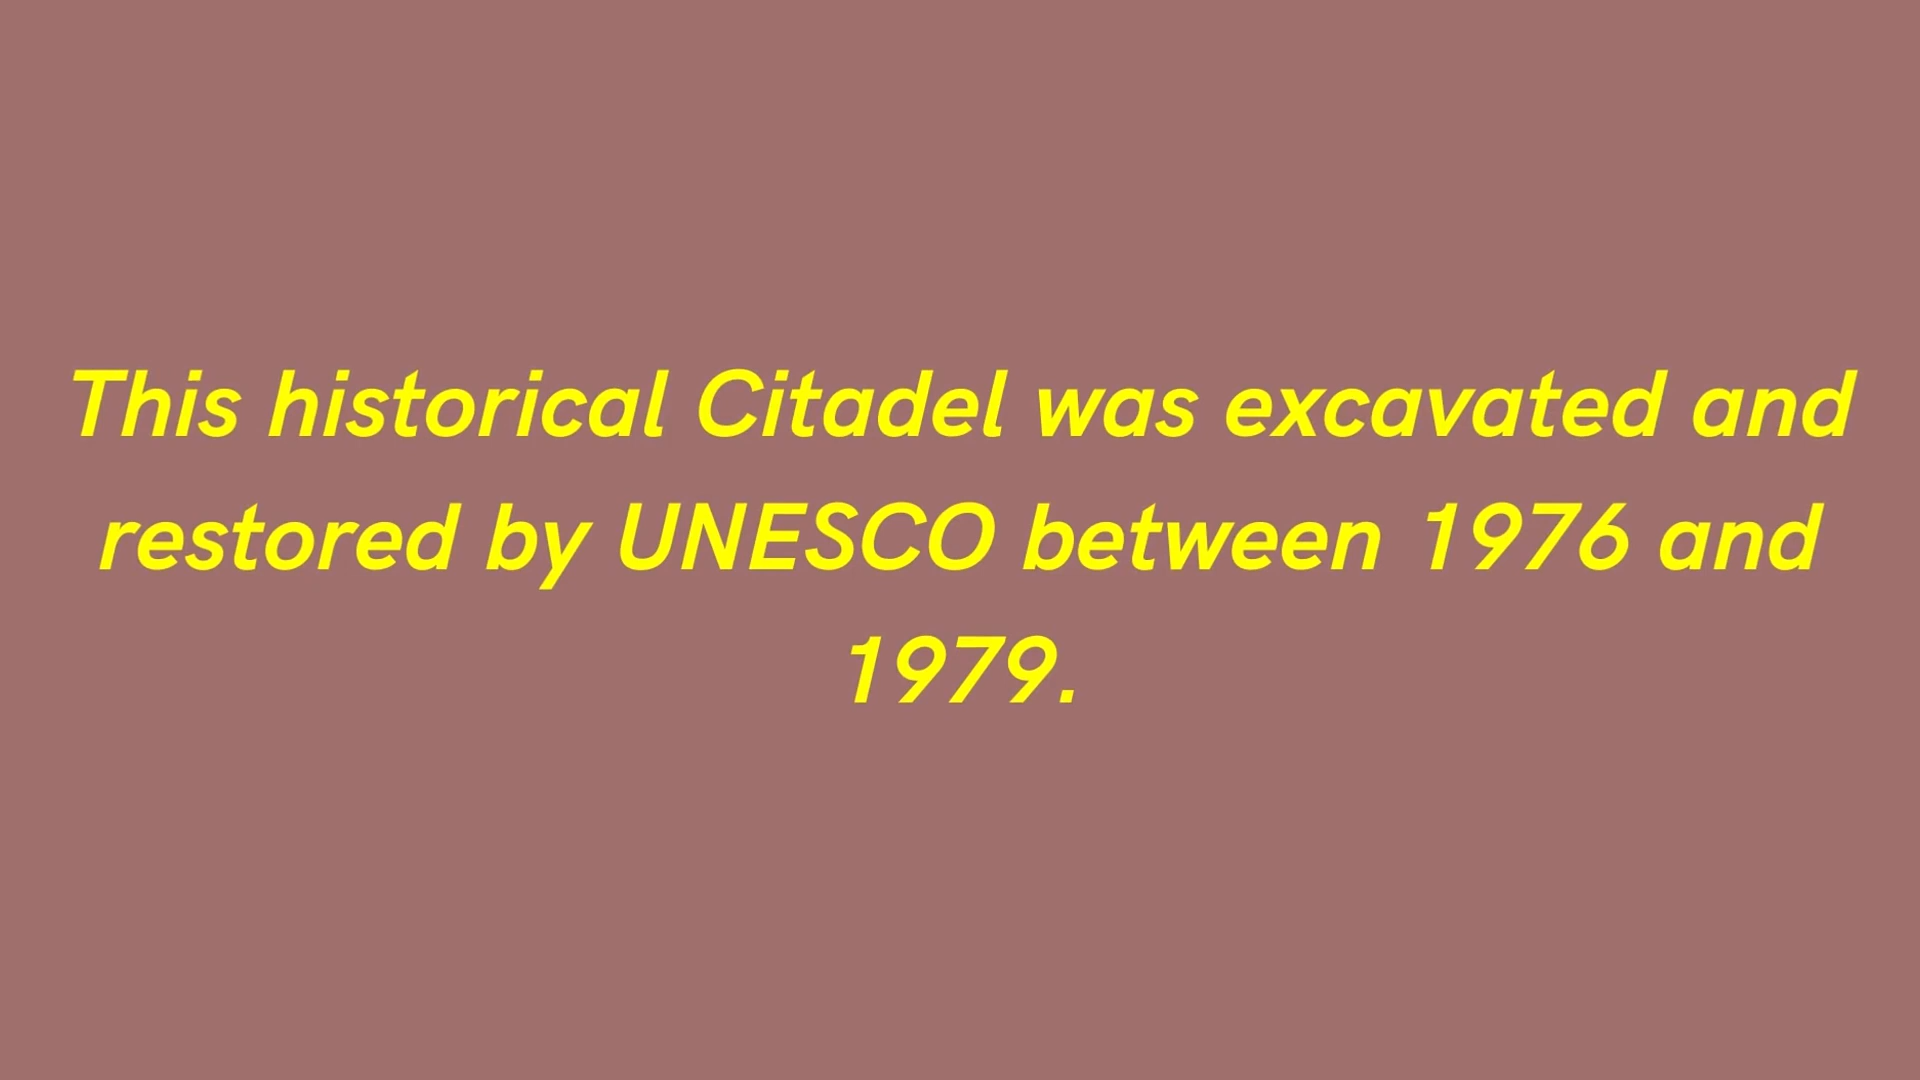 This historical Citadel was excavated and
restored by UNESCO between 1976 and
1979.